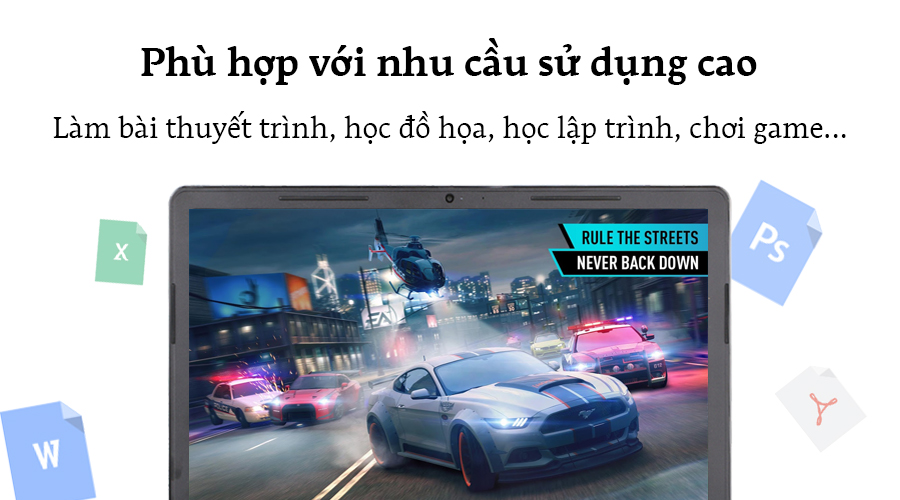 Phù hợp với nhu cầu sử dụng cao
Làm bài thuyết trình, học đồ họa, học lập trình, chơi game...
RULE THE STREETS
NEVER BACK DOWN
X
Ps
EA
W